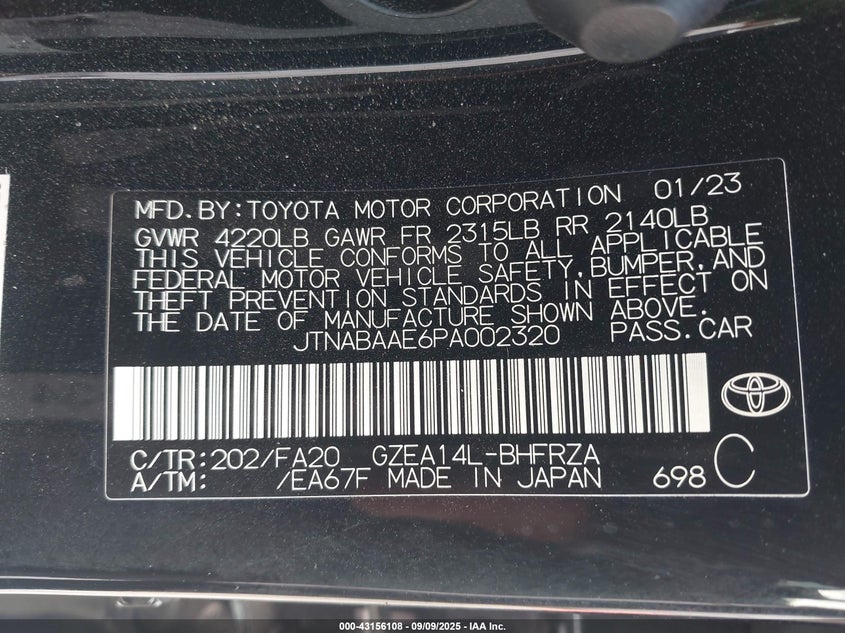 MFD.BY:TOYOTA MOTOR CORPORATION 01/23
GVWR 4220LB GAWR FR 2315LB RR 2140LB
THIS VEHICLE CONFORMS TO ALL APPLICABLE
FEDERAL MOTOR VEHICLE SAFETY,BUMPER,AND
THEFT PREVENTION STANDARDS IN EFFECT ON
THE DATE OF MANUFACTURE SHOWN ABOVE.
JTNABAAE6PA002320 PASS.CAR
C/TR:202/FA20 GZEA14L-BHFRZA
A/TM: /EA67F MADE IN JAPAN 698 C
000-43156108 - 09/09/2025 - IAA Inc.